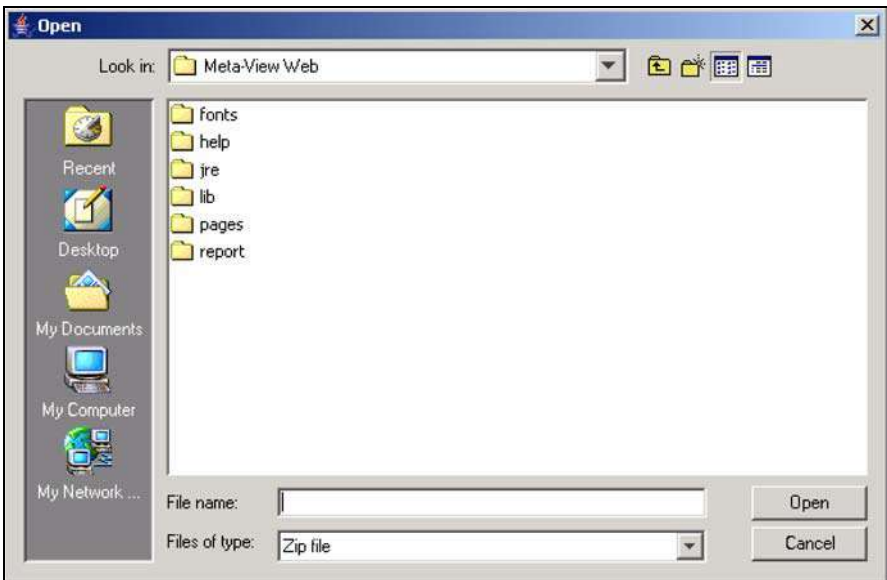 Open
Look in: Meta-View Web
fonts
help
jre
lib
pages
report
Recent
Desktop
My Documents
My Computer
My Network ...
File name:
Open
Files of type: Zip file
Cancel